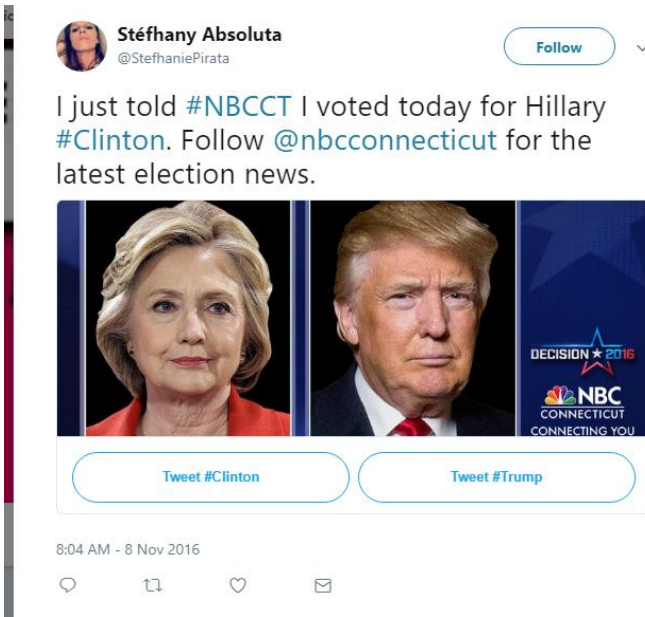 Stéfhany Absoluta
@StefhaniePirata
Follow
I just told #NBCCT I voted today for Hillary
#Clinton. Follow @nbcconnecticut for the
latest election news.
DECISION ★ 2016
NBC
CONNECTICUT
CONNECTING YOU
Tweet #Clinton
Tweet #Trump
8:04 AM - 8 Nov 2016